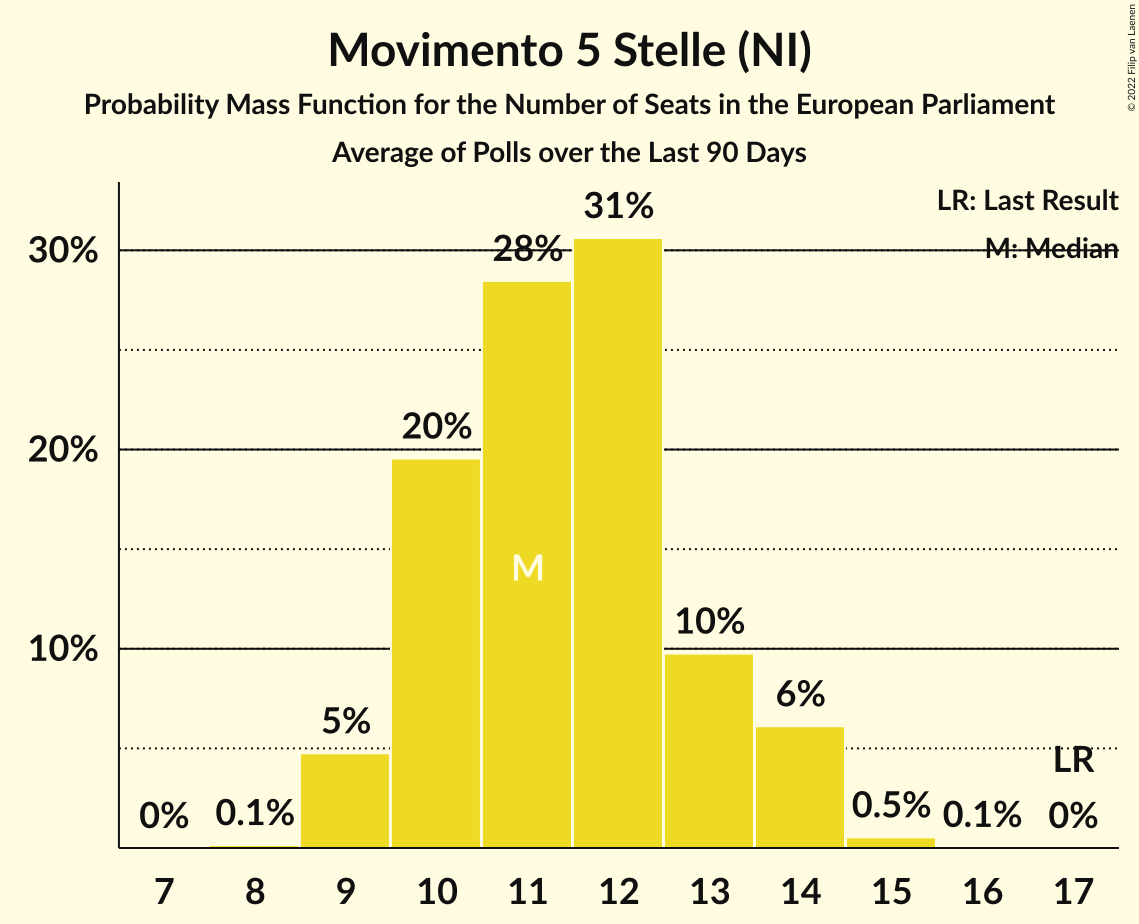 Movimento 5 Stelle (NI)
Probability Mass Function for the Number of Seats in the European Parliament
Average of Polls over the Last 90 Days
© 2022 Filip van Laenen
LR: Last Result
M: Median
30%
20%
10%
0%
0.1%
5%
20%
28%
31%
10%
6%
0.5%
0.1%
0%
M
LR
7 8 9 10 11 12 13 14 15 16 17